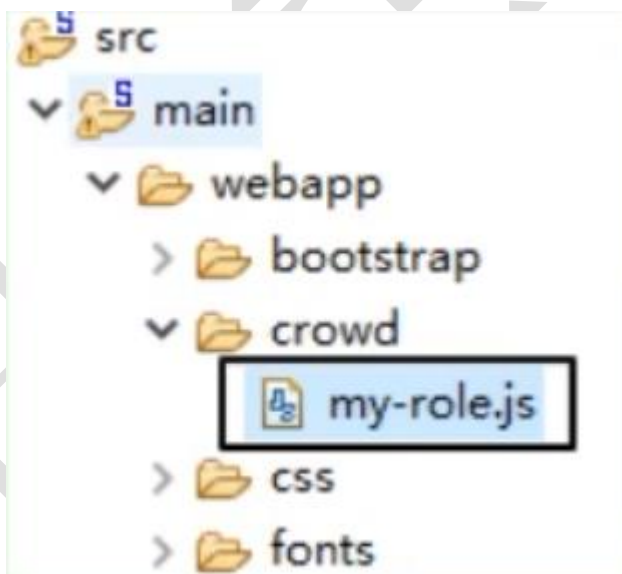 src
main
webapp
bootstrap
crowd
my-role.js
css
fonts